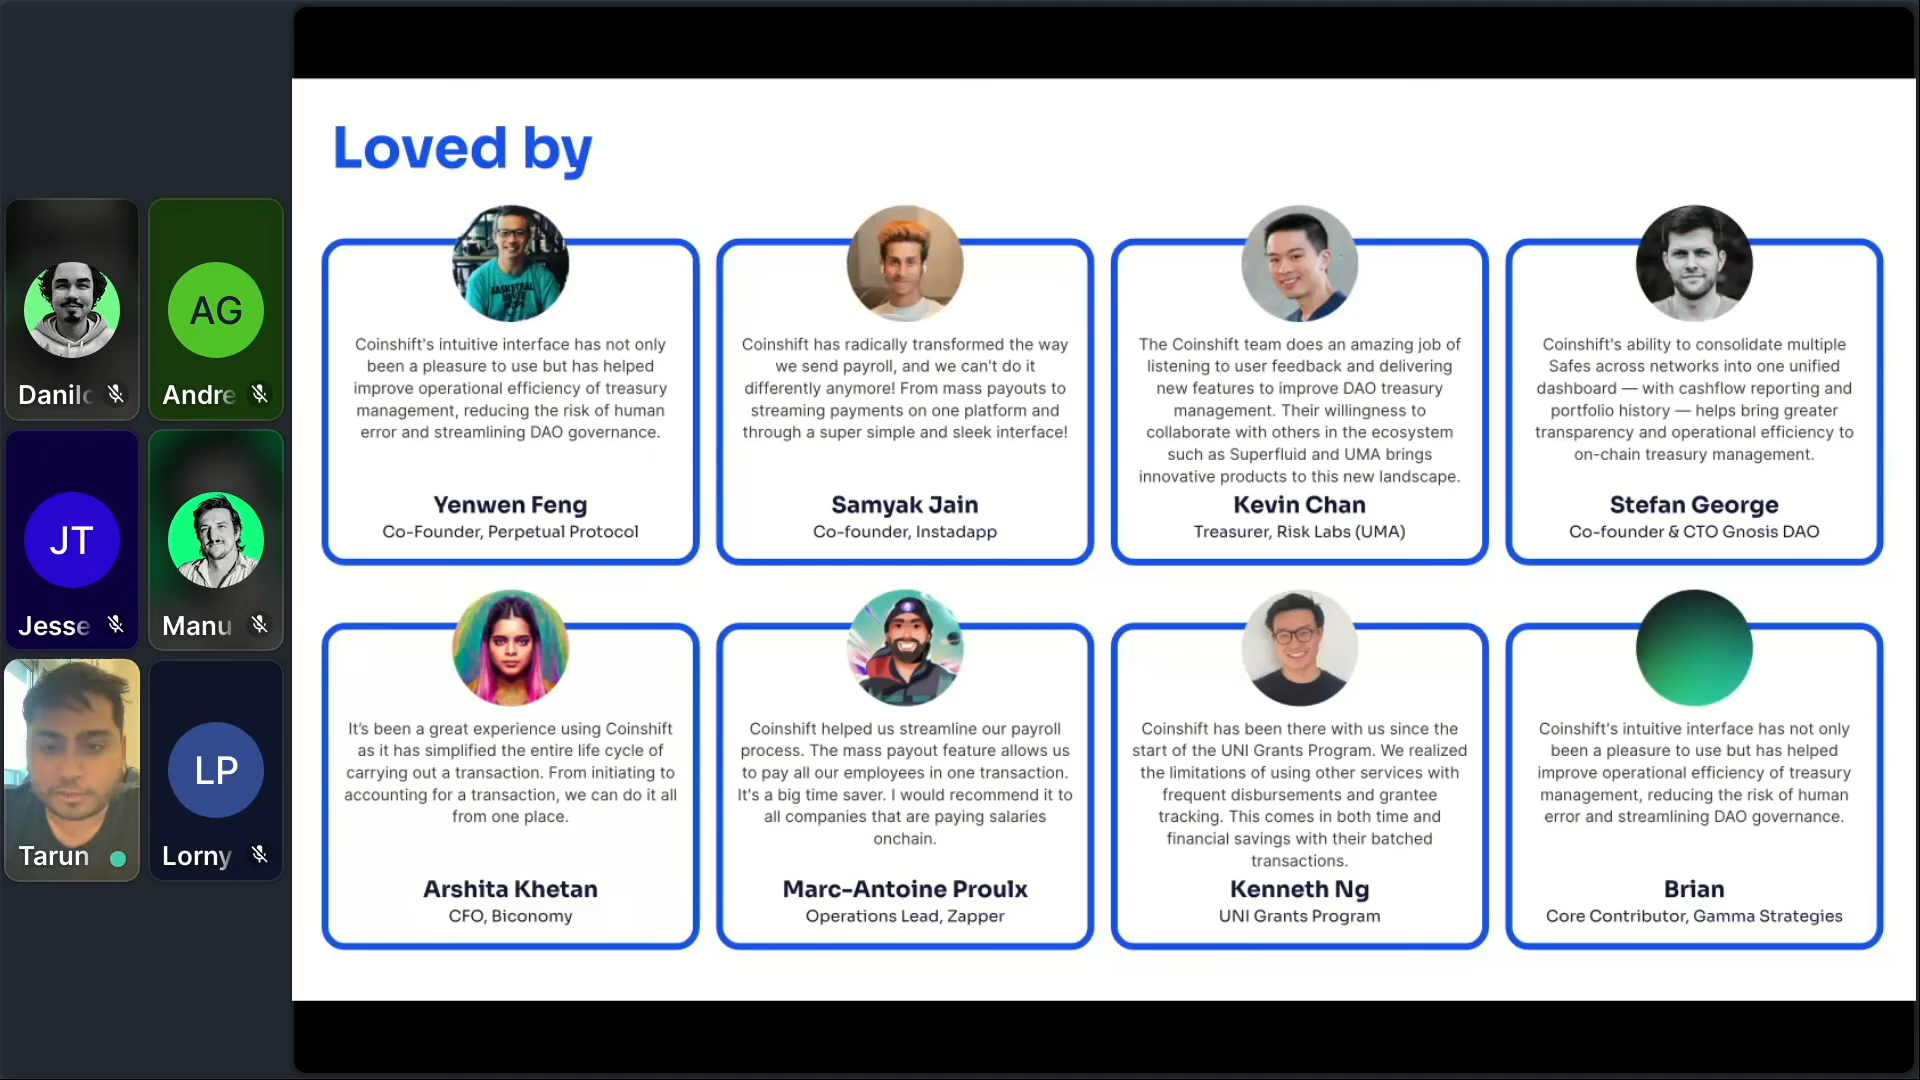 Loved by
Coinshift's intuitive interface has not only
been a pleasure to use but has helped
improve operational efficiency of treasury
management, reducing the risk of human
error and streamlining DAO governance.
Yenwen Feng
Co-Founder, Perpetual Protocol
Coinshift has radically transformed the way
we send payroll, and we can't do it
differently anymore! From mass payouts to
streaming payments on one platform and
through a super simple and sleek interface!
Samyak Jain
Co-founder, Instadapp
The Coinshift team does an amazing job of
listening to user feedback and delivering
new features to improve DAO treasury
management. Their willingness to
collaborate with others in the ecosystem
such as Superfluid and UMA brings
innovative products to this new landscape.
Kevin Chan
Treasurer, Risk Labs (UMA)
Coinshift's ability to consolidate multiple
Safes across networks into one unified
dashboard — with cashflow reporting and
portfolio history — helps bring greater
transparency and operational efficiency to
on-chain treasury management.
Stefan George
Co-founder & CTO Gnosis DAO
It's been a great experience using Coinshift
as it has simplified the entire life cycle of
carrying out a transaction. From initiating to
accounting for a transaction, we can do it all
from one place.
Arshita Khetan
CFO, Biconomy
Coinshift helped us streamline our payroll
process. The mass payout feature allows us
to pay all our employees in one transaction.
It's a big time saver. I would recommend it to
all companies that are paying salaries
onchain.
Marc-Antoine Proulx
Operations Lead, Zapper
Coinshift has been there with us since the
start of the UNI Grants Program. We realized
the limitations of using other services with
frequent disbursements and grantee
tracking. This comes in both time and
financial savings with their batched
transactions.
Kenneth Ng
UNI Grants Program
Coinshift's intuitive interface has not only
been a pleasure to use but has helped
improve operational efficiency of treasury
management, reducing the risk of human
error and streamlining DAO governance.
Brian
Core Contributor, Gamma Strategies
Danilo
AG
Andre
JT
Jesse
Manu
Tarun
LP
Lorny